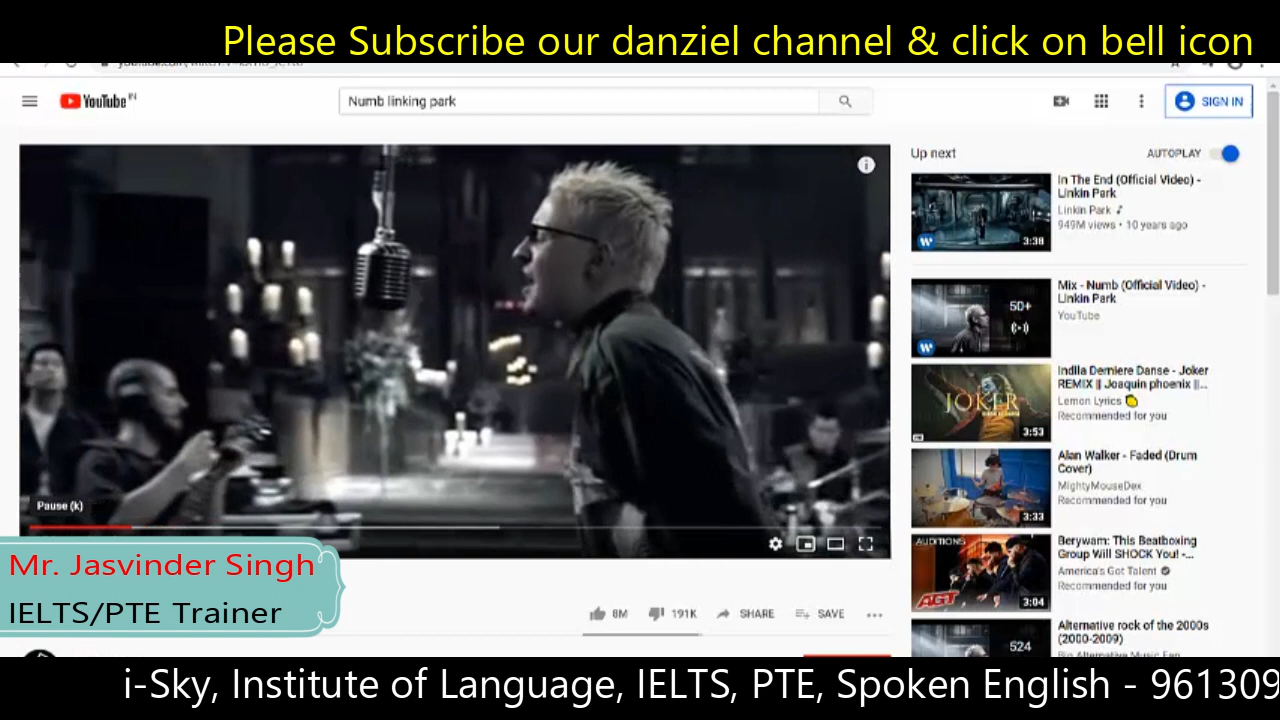 Please Subscribe our danziel channel & click on bell icon
YouTube IN
Numb linking park
SIGN IN
Up next
AUTOPLAY
In The End (Official Video) -
Linkin Park
Linkin Park
949M views • 10 years ago
3:38
Mix - Numb (Official Video) -
Linkin Park
YouTube
50+
Indila Derniere Danse - Joker
REMIX || Joaquin phoenix ||...
Lemon Lyrics
Recommended for you
JOKER
3:53
Alan Walker - Faded (Drum
Cover)
MightyMouseDex
Recommended for you
3:33
Berywam: This Beatboxing
Group Will SHOCK You! -...
America's Got Talent
Recommended for you
AUDITIONS
AGT
3:04
Alternative rock of the 2000s
(2000-2009)
524
Pause (k)
Mr. Jasvinder Singh
IELTS/PTE Trainer
8M
191K
SHARE
SAVE
i-Sky, Institute of Language, IELTS, PTE, Spoken English - 961309